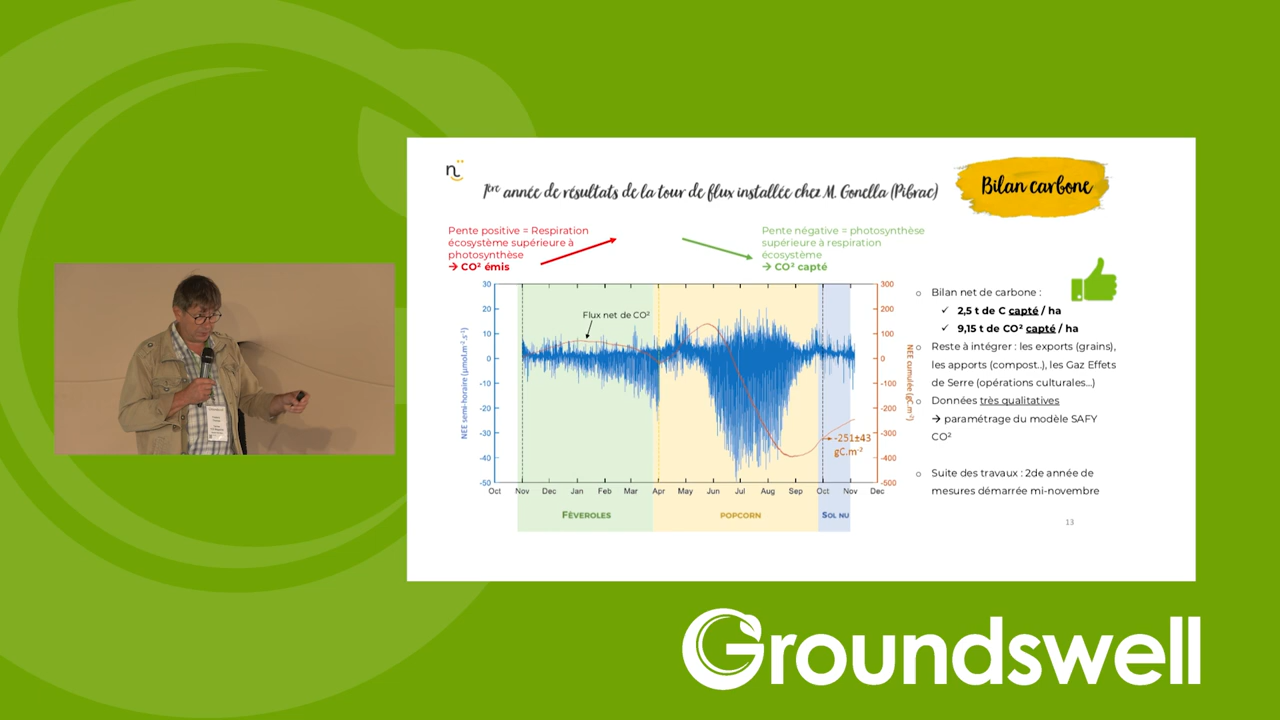 n
1ère année de résultats de la tour de flux installée chez M. Gonella (Pibrac)
Bilan carbone
Pente positive = Respiration
écosystème supérieure à
photosynthèse
→ CO² émis
Pente négative = photosynthèse
supérieure à respiration
écosystème
→ CO² capté
30
20
10
0
-10
-20
-30
-40
-50
NEE semi-horaire (µmol.m⁻².s⁻¹)
Flux net de CO²
300
200
100
0
-100
-200
-300
-400
-500
NEE cumulée (gC.m⁻²)
-251±43
gC.m⁻²
Oct Nov Dec Jan Feb Mar Apr May Jun Jul Aug Sep Oct Nov Dec
FÈVEROLES POPCORN SOL NU
o Bilan net de carbone :
✓ 2,5 t de C capté / ha
✓ 9,15 t de CO² capté / ha
o Reste à intégrer : les exports (grains),
les apports (compost..), les Gaz Effets
de Serre (opérations culturales...)
o Données très qualitatives
→ paramétrage du modèle SAFY
CO²
o Suite des travaux : 2de année de
mesures démarrée mi-novembre
13
Groundswell